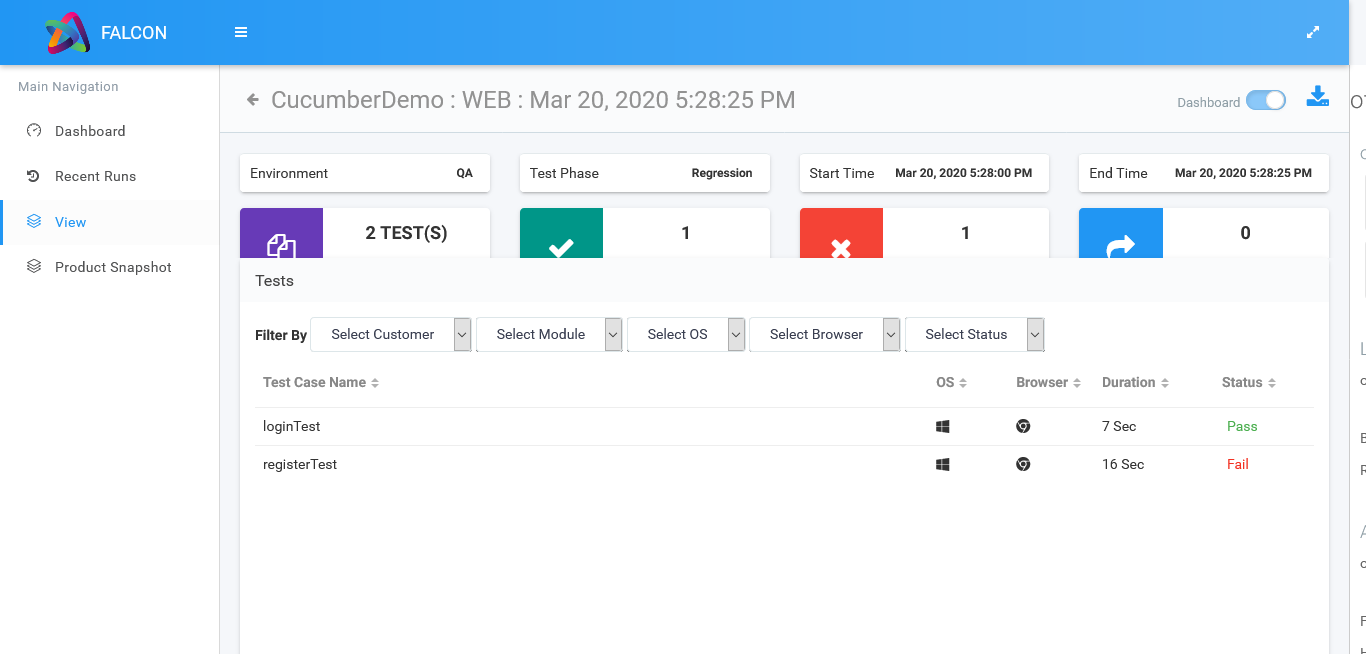 FALCON
Main Navigation
Dashboard
Recent Runs
View
Product Snapshot
CucumberDemo : WEB : Mar 20, 2020 5:28:25 PM
Dashboard
Environment QA
Test Phase Regression
Start Time Mar 20, 2020 5:28:00 PM
End Time Mar 20, 2020 5:28:25 PM
2 TEST(S)
1
1
0
Tests
Filter By Select Customer Select Module Select OS Select Browser Select Status
Test Case Name OS Browser Duration Status
loginTest 7 Sec Pass
registerTest 16 Sec Fail